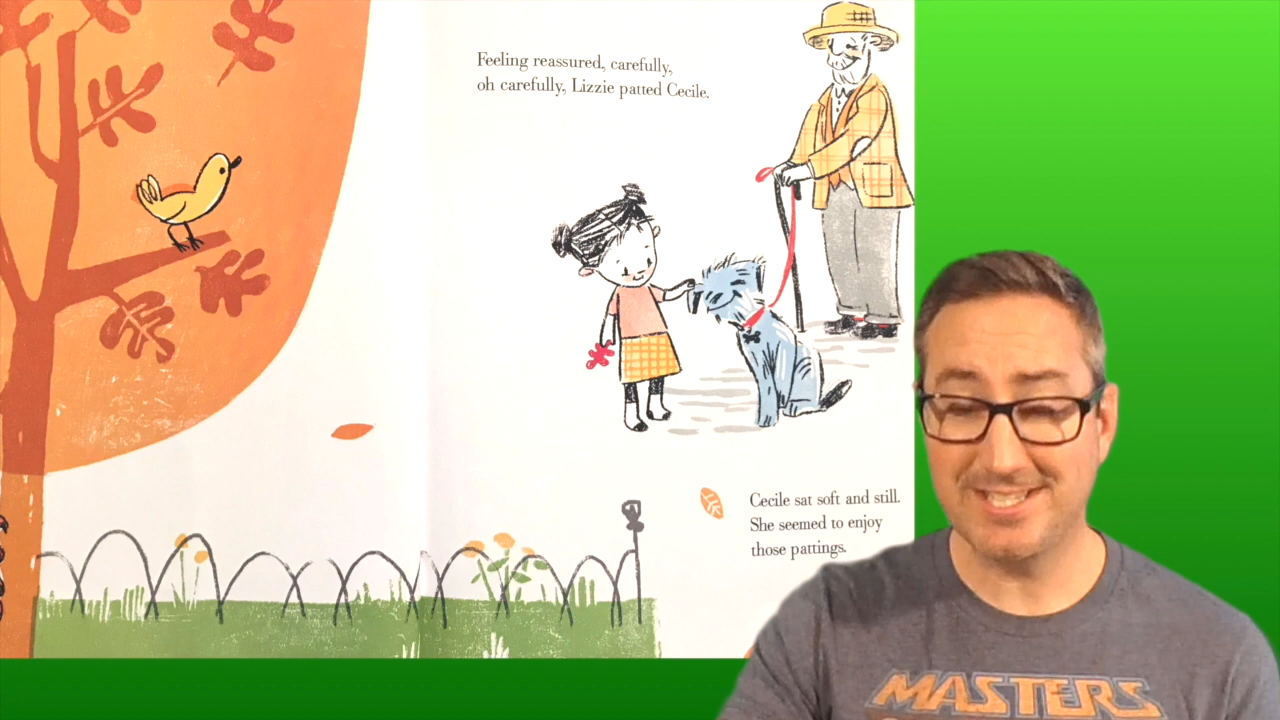 Feeling reassured, carefully,
oh carefully, Lizzie patted Cecile.
Cecile sat soft and still.
She seemed to enjoy
those pattings.
MASTERS